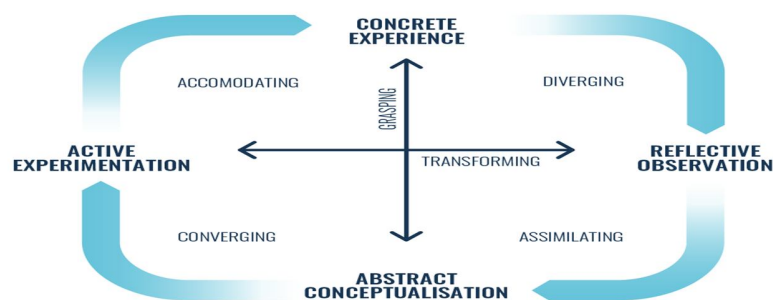 CONCRETE
EXPERIENCE
ACCOMODATING
DIVERGING
GRASPING
ACTIVE
EXPERIMENTATION
TRANSFORMING
REFLECTIVE
OBSERVATION
CONVERGING
ASSIMILATING
ABSTRACT
CONCEPTUALISATION